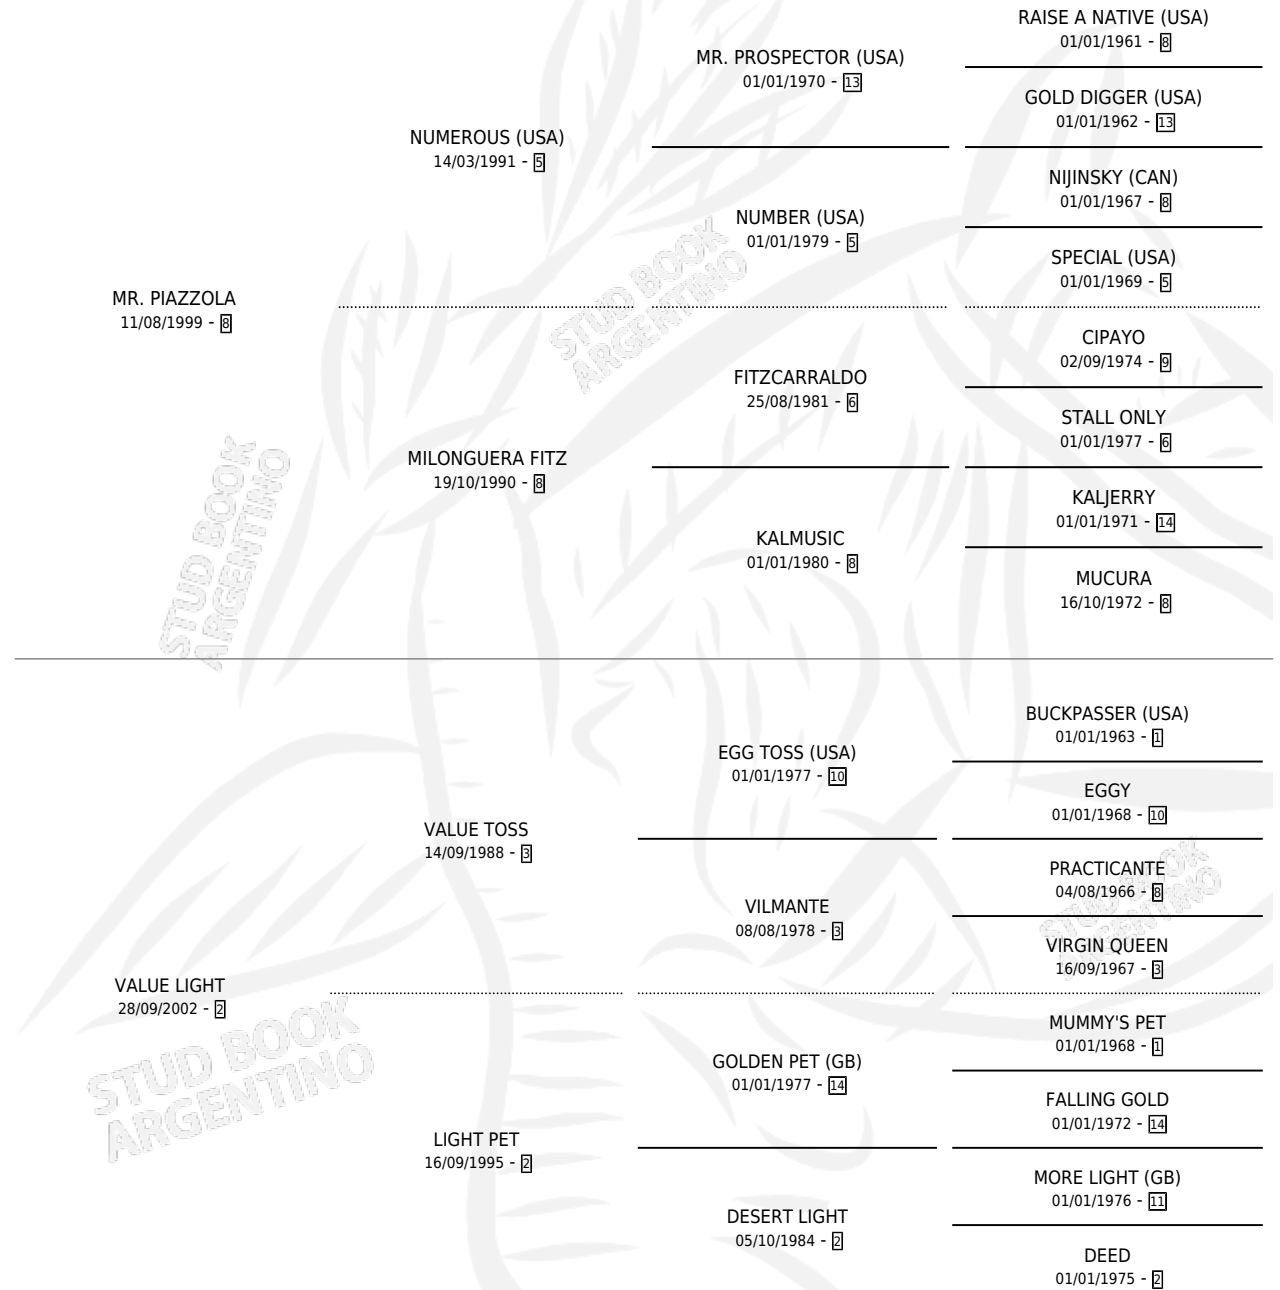 RAISE A NATIVE (USA)
01/01/1961 - 8
MR. PROSPECTOR (USA)
01/01/1970 - 13
GOLD DIGGER (USA)
01/01/1962 - 13
NUMEROUS (USA)
14/03/1991 - 5
NIJINSKY (CAN)
01/01/1967 - 8
NUMBER (USA)
01/01/1979 - 5
SPECIAL (USA)
01/01/1969 - 5
MR. PIAZZOLA
11/08/1999 - 8
CIPAYO
02/09/1974 - 9
FITZCARRALDO
25/08/1981 - 6
STALL ONLY
01/01/1977 - 6
MILONGUERA FITZ
19/10/1990 - 8
KALJERRY
01/01/1971 - 14
KALMUSIC
01/01/1980 - 8
MUCURA
16/10/1972 - 8
BUCKPASSER (USA)
01/01/1963 - 1
EGG TOSS (USA)
01/01/1977 - 10
EGGY
01/01/1968 - 10
VALUE TOSS
14/09/1988 - 3
PRACTICANTE
04/08/1966 - 8
VILMANTE
08/08/1978 - 3
VIRGIN QUEEN
16/09/1967 - 3
VALUE LIGHT
28/09/2002 - 2
MUMMY'S PET
01/01/1968 - 1
GOLDEN PET (GB)
01/01/1977 - 14
FALLING GOLD
01/01/1972 - 14
LIGHT PET
16/09/1995 - 2
MORE LIGHT (GB)
01/01/1976 - 11
DESERT LIGHT
05/10/1984 - 2
DEED
01/01/1975 - 2
STUD BOOK
ARGENTINO
STUD BOOK
ARGENTINO
STUD BOOK
ARGENTINO
STUD BOOK
ARGENTINO